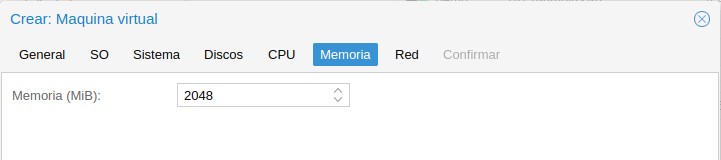 Crear: Maquina virtual
General SO Sistema Discos CPU Memoria Red Confirmar
Memoria (MiB): 2048